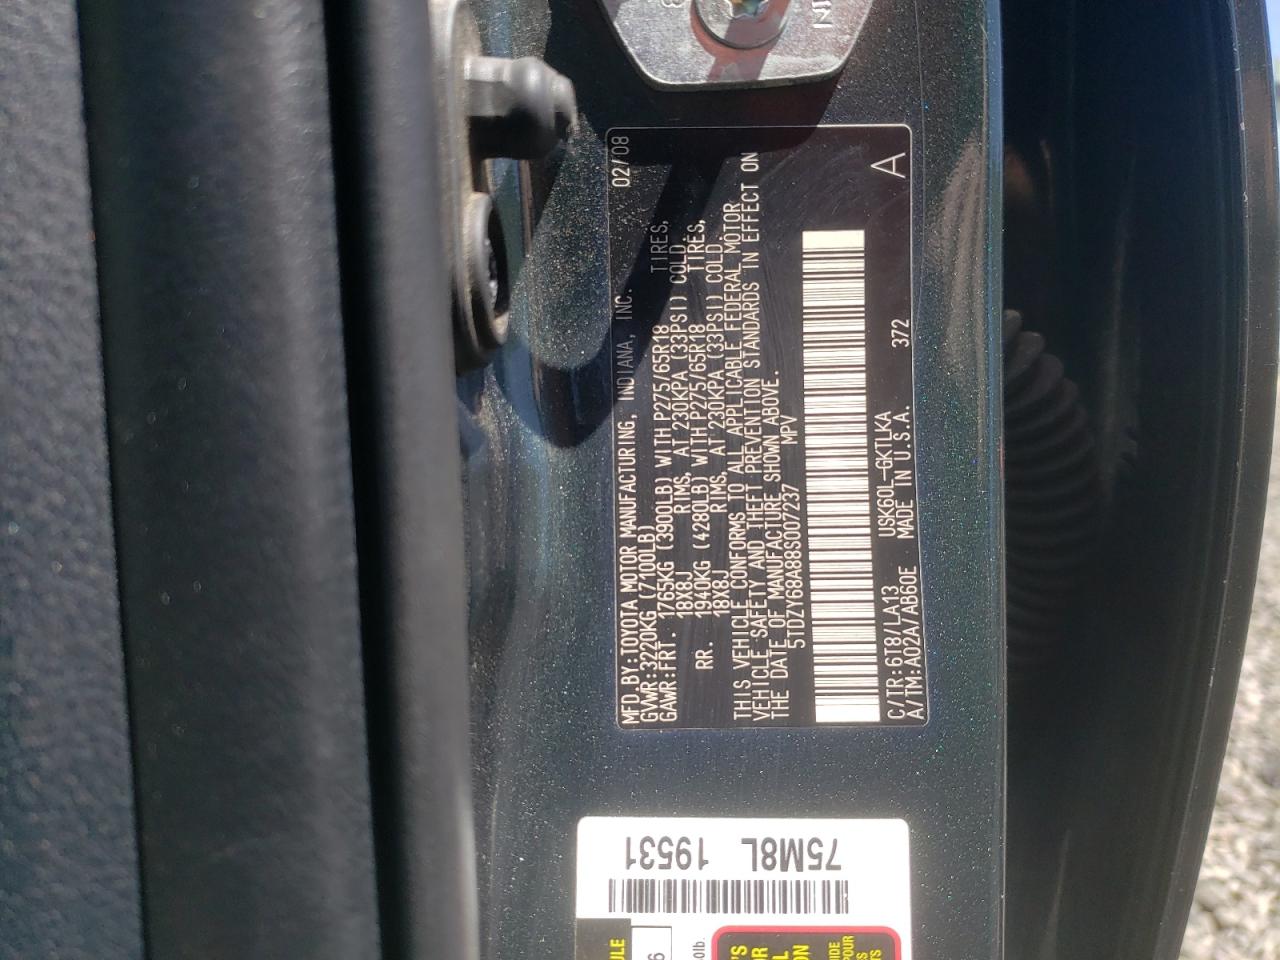 MFD.BY:TOYOTA MOTOR MANUFACTURING, INDIANA, INC. 02/08
GVWR:3220KG (7100LB)
GAWR:FRT. 1765KG (3900LB) WITH P275/65R18 TIRES,
18X8J RIMS, AT 230KPA (33PSI) COLD.
RR. 1940KG (4280LB) WITH P275/65R18 TIRES,
18X8J RIMS, AT 230KPA (33PSI) COLD.
THIS VEHICLE CONFORMS TO ALL APPLICABLE FEDERAL MOTOR
VEHICLE SAFETY AND THEFT PREVENTION STANDARDS IN EFFECT ON
THE DATE OF MANUFACTURE SHOWN ABOVE.
5TDZY68A88S007237 MPV
C/TR:6T8/LA13 USK60L-GKTLKA
A/TM:A02A/AB60E MADE IN U.S.A. 372 A
75M8L
19531